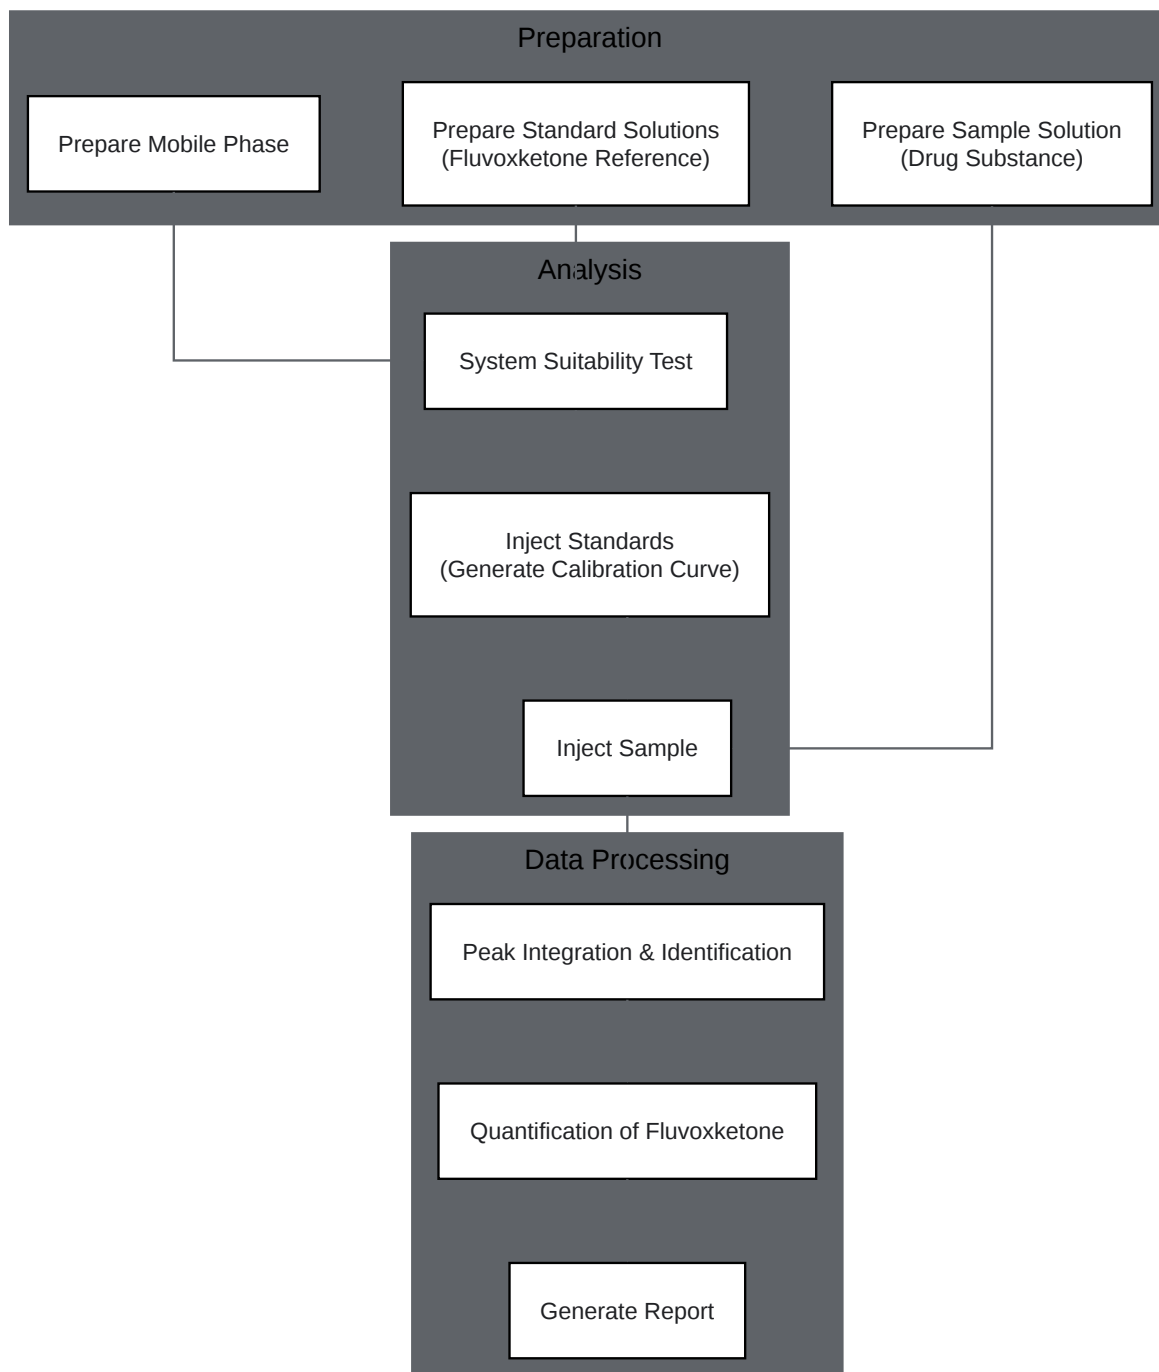 Preparation
Prepare Mobile Phase
Prepare Standard Solutions
(Fluvoxketone Reference)
Prepare Sample Solution
(Drug Substance)
Analysis
System Suitability Test
Inject Standards
(Generate Calibration Curve)
Inject Sample
Data Processing
Peak Integration & Identification
Quantification of Fluvoxketone
Generate Report